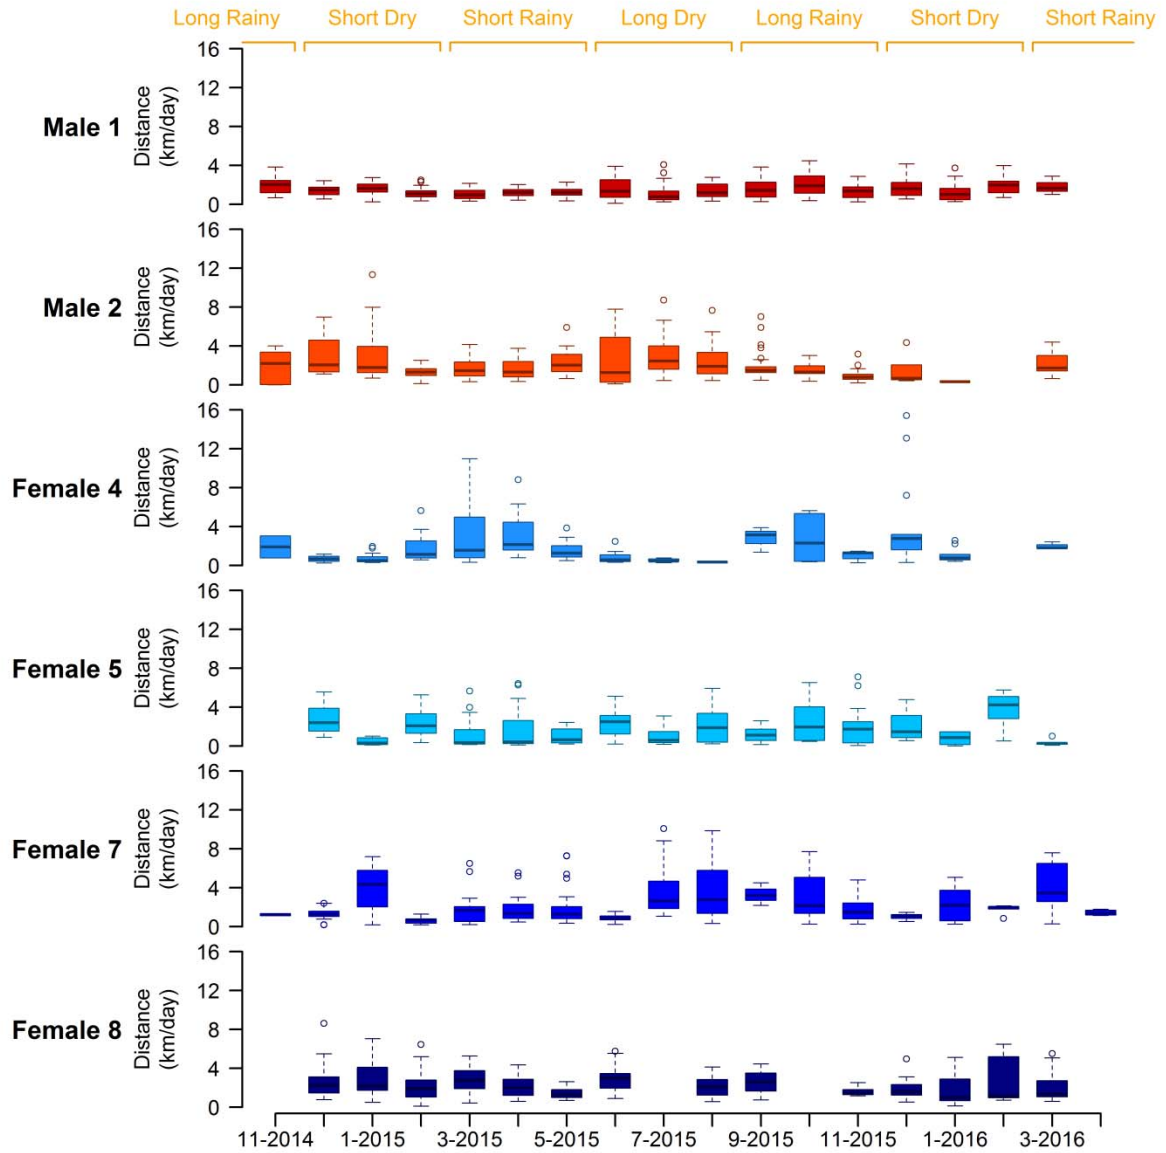 Long Rainy Short Dry Short Rainy Long Dry Long Rainy Short Dry Short Rainy
Male 1
Distance
(km/day)
16
12
8
4
0
Male 2
Distance
(km/day)
16
12
8
4
0
Female 4
Distance
(km/day)
16
12
8
4
0
Female 5
Distance
(km/day)
16
12
8
4
0
Female 7
Distance
(km/day)
16
12
8
4
0
Female 8
Distance
(km/day)
16
12
8
4
0
11-2014 1-2015 3-2015 5-2015 7-2015 9-2015 11-2015 1-2016 3-2016